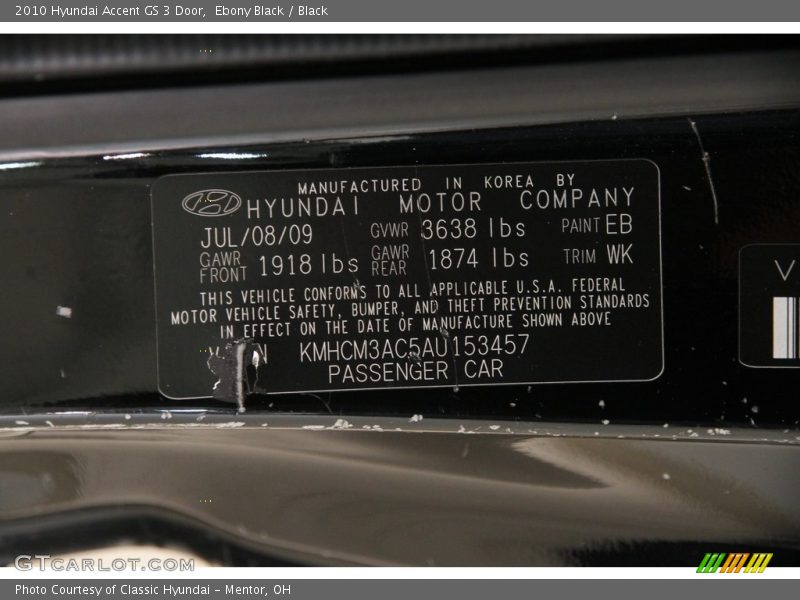 2010 Hyundai Accent GS 3 Door, Ebony Black / Black
MANUFACTURED IN KOREA BY
HYUNDAI MOTOR COMPANY
JUL/08/09 GVWR 3638 lbs PAINT EB
GAWR FRONT 1918 lbs GAWR REAR 1874 lbs TRIM WK
THIS VEHICLE CONFORMS TO ALL APPLICABLE U.S.A. FEDERAL
MOTOR VEHICLE SAFETY, BUMPER, AND THEFT PREVENTION STANDARDS
IN EFFECT ON THE DATE OF MANUFACTURE SHOWN ABOVE
KMHCM3AC5AU153457
PASSENGER CAR
V
GTCARLOT.COM
Photo Courtesy of Classic Hyundai - Mentor, OH